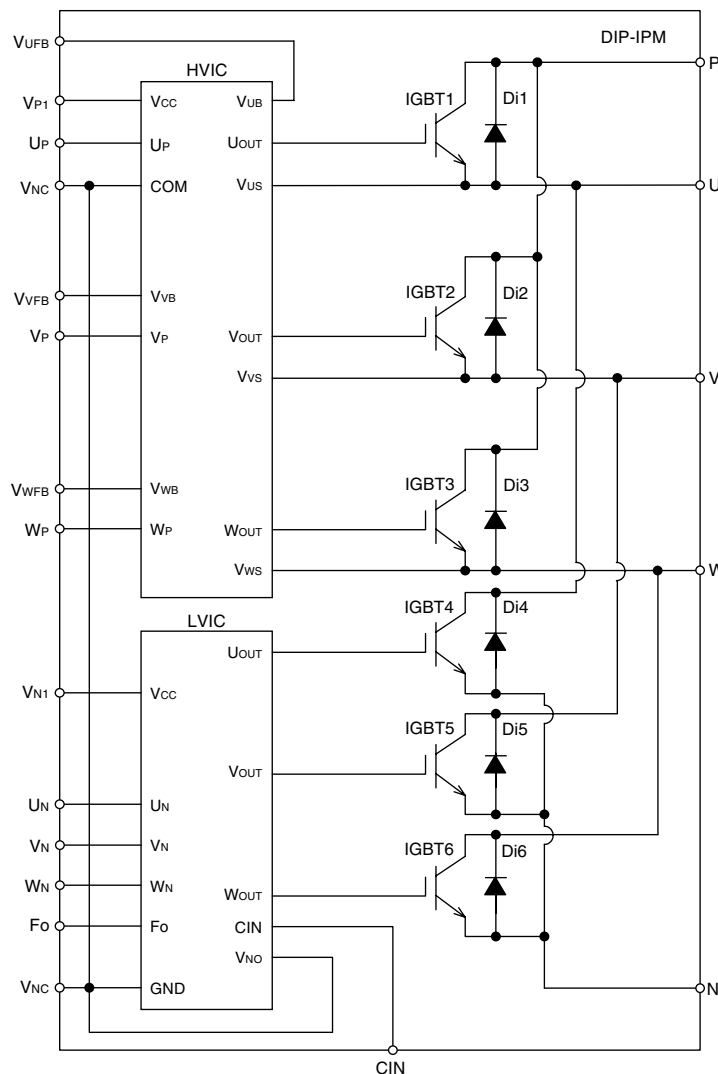 DIP-IPM
VUFB
HVIC
P
IGBT1
Di1
VP1
VCC
VUB
UP
UP
UOUT
VNC
COM
VUS
U
IGBT2
Di2
VVFB
VVB
VP
VP
VOUT
VVS
V
IGBT3
Di3
VWFB
VWB
WP
WP
WOUT
VWS
W
IGBT4
Di4
LVIC
UOUT
VN1
VCC
IGBT5
Di5
VOUT
UN
UN
VN
VN
IGBT6
Di6
WN
WN
WOUT
FO
FO
CIN
VNO
VNC
GND
N
CIN